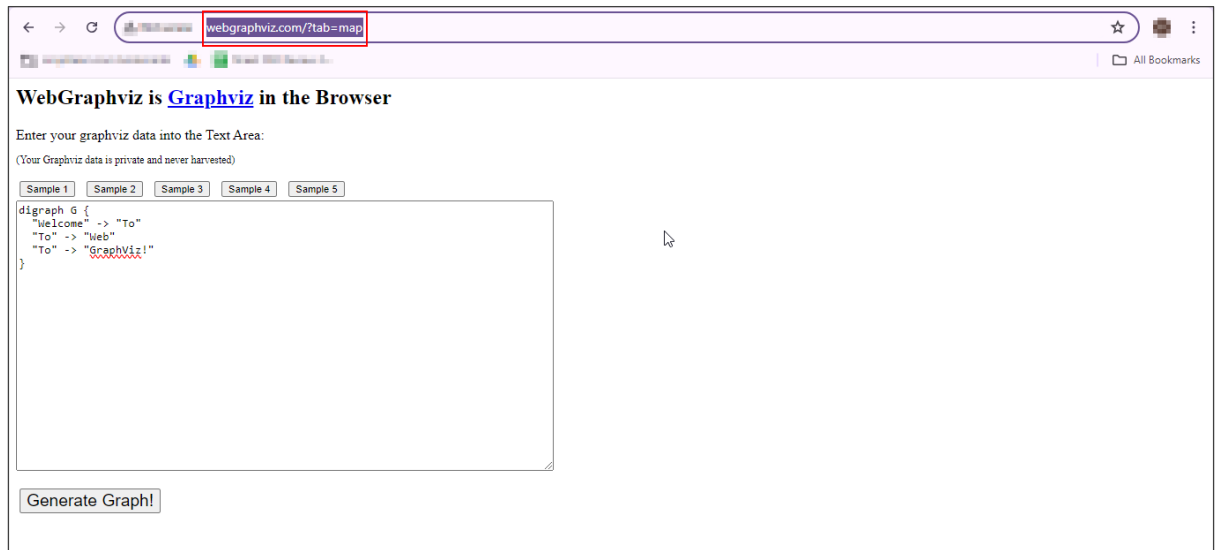 webgraphviz.com/?tab=map
All Bookmarks
WebGraphviz is Graphviz in the Browser
Enter your graphviz data into the Text Area:
(Your Graphviz data is private and never harvested)
Sample 1 Sample 2 Sample 3 Sample 4 Sample 5
digraph G {
"Welcome" -> "To"
"To" -> "Web"
"To" -> "GraphViz!"
}
Generate Graph!